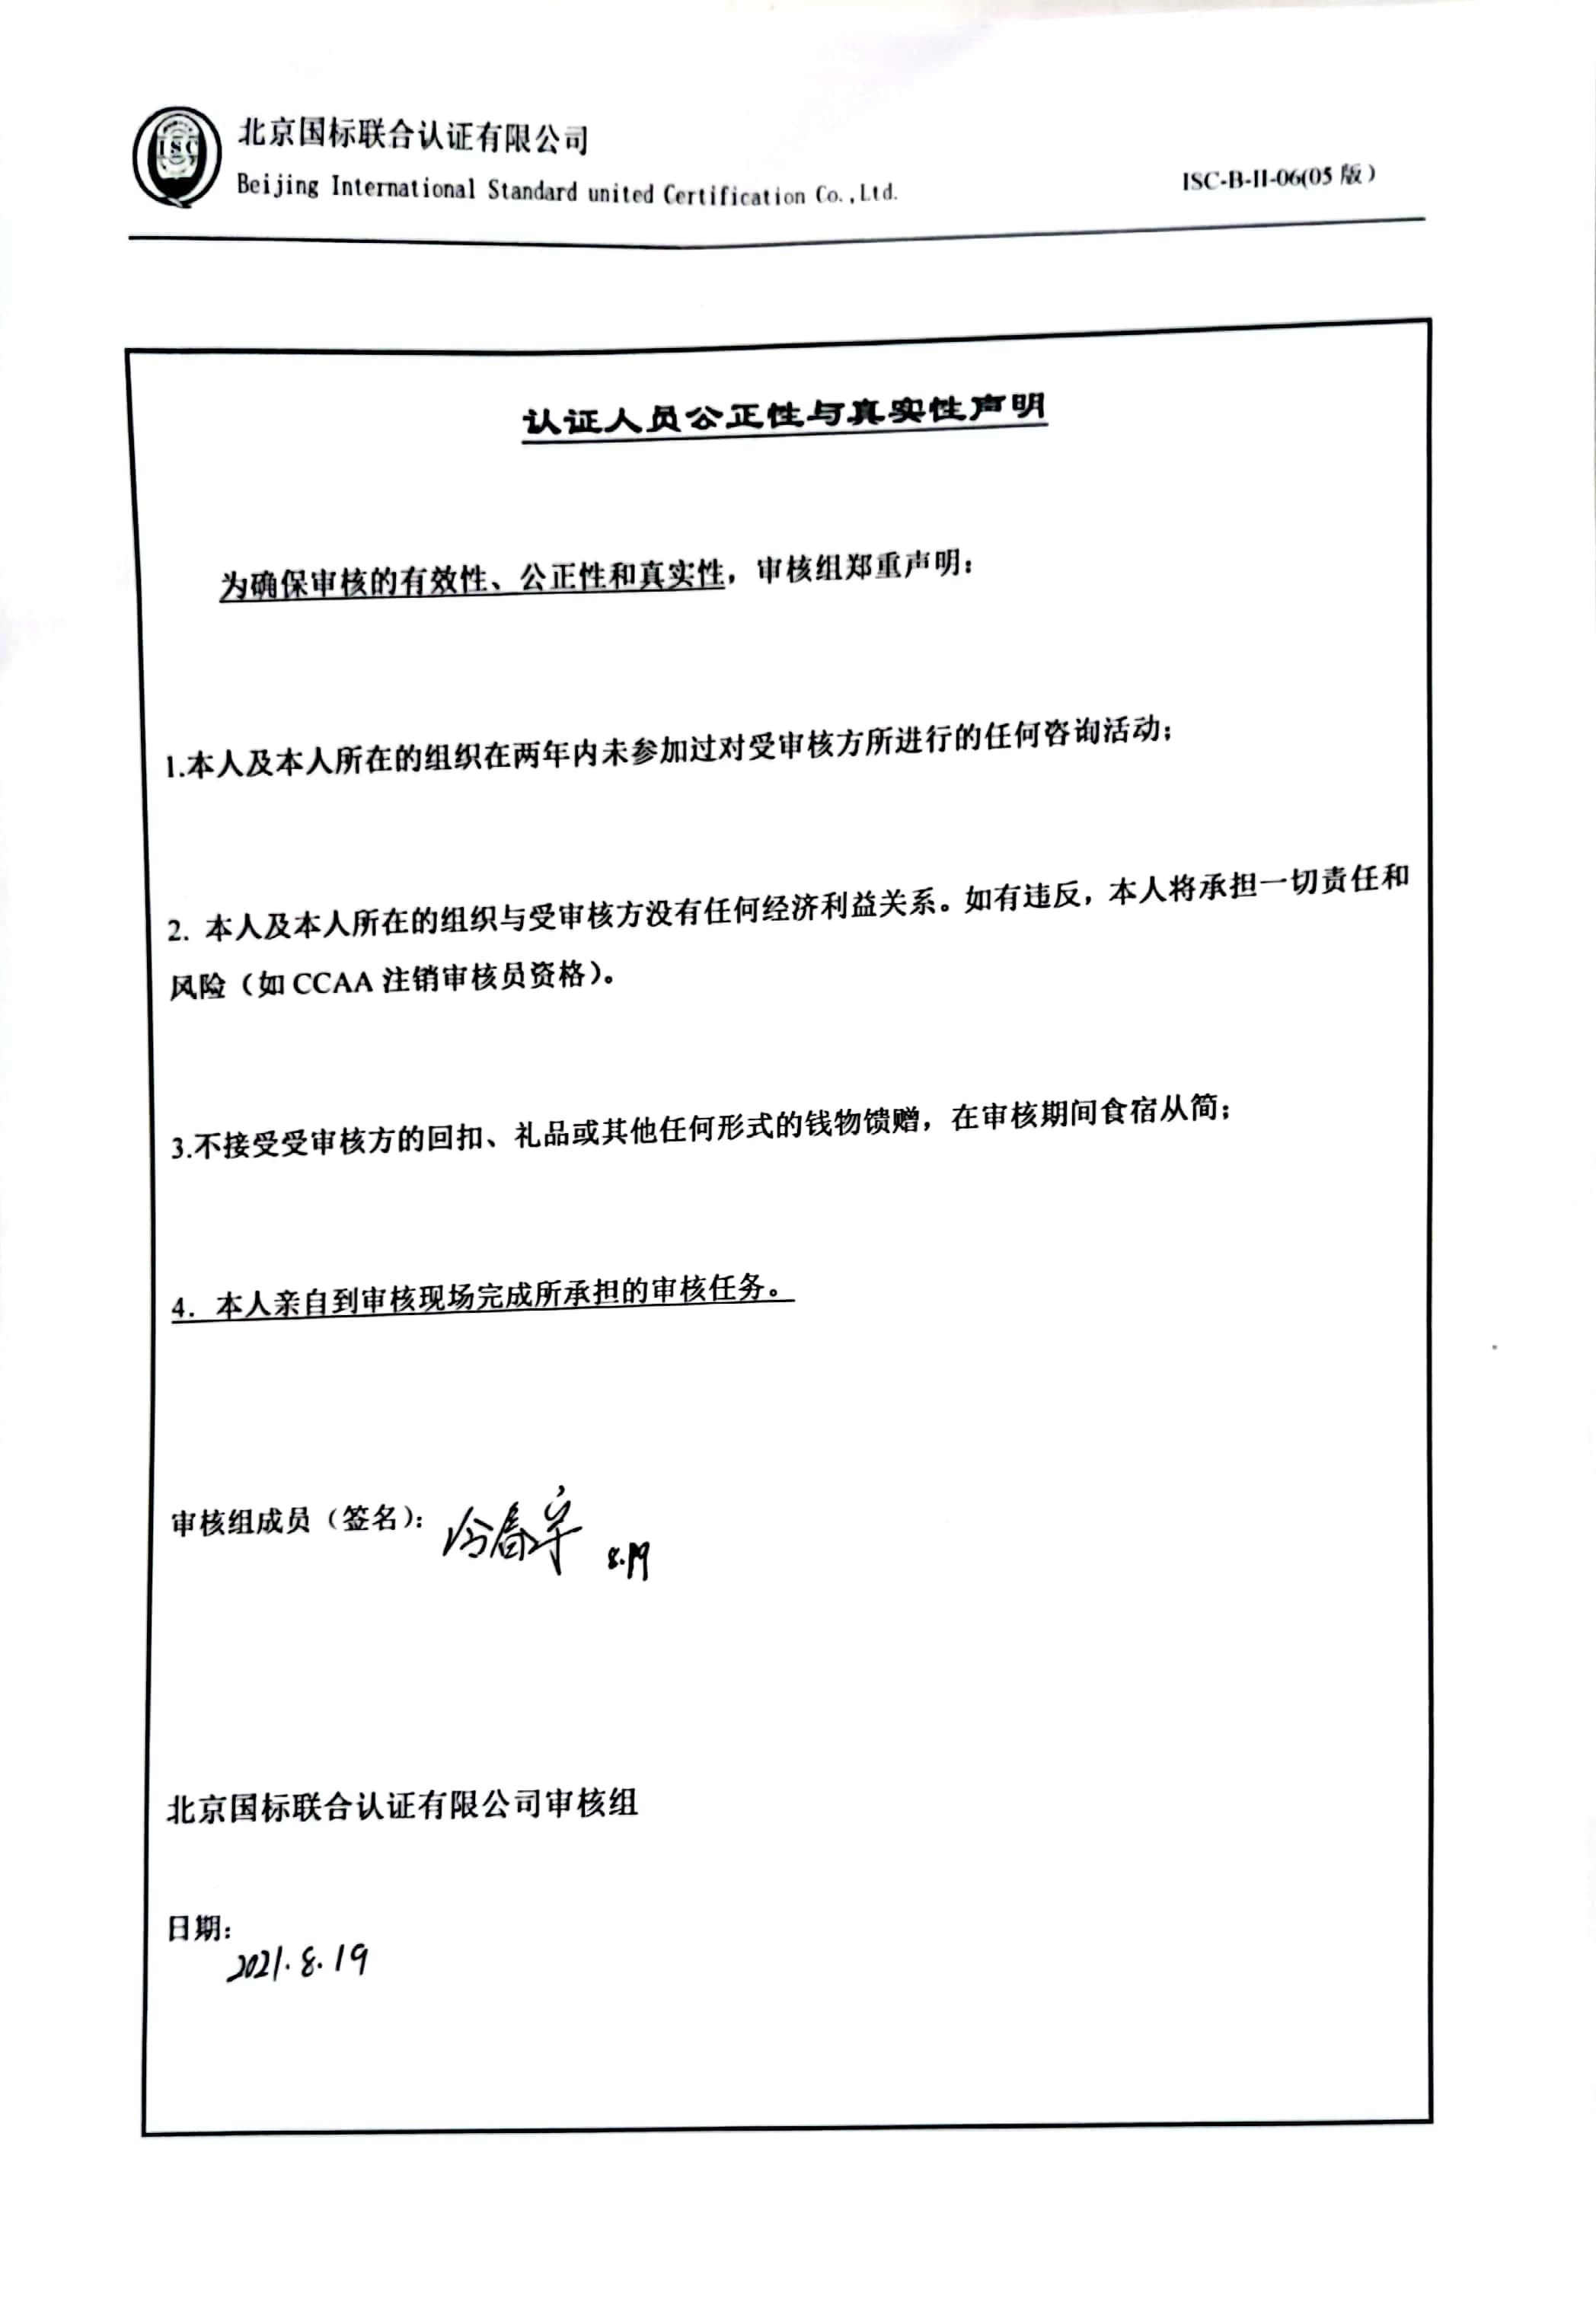 ISC
北京国标联合认证有限公司
Beijing International Standard united Certification Co.,Ltd.
ISC-B-II-06(05 版)
认证人员公正性与真实性声明
为确保审核的有效性、公正性和真实性，审核组郑重声明：
1.本人及本人所在的组织在两年内未参加过对受审核方所进行的任何咨询活动；
2. 本人及本人所在的组织与受审核方没有任何经济利益关系。如有违反，本人将承担一切责任和
风险（如 CCAA 注销审核员资格）。
3.不接受受审核方的回扣、礼品或其他任何形式的钱物馈赠，在审核期间食宿从简；
4. 本人亲自到审核现场完成所承担的审核任务。
审核组成员（签名）： 8.19
北京国标联合认证有限公司审核组
日期：
2021.8.19